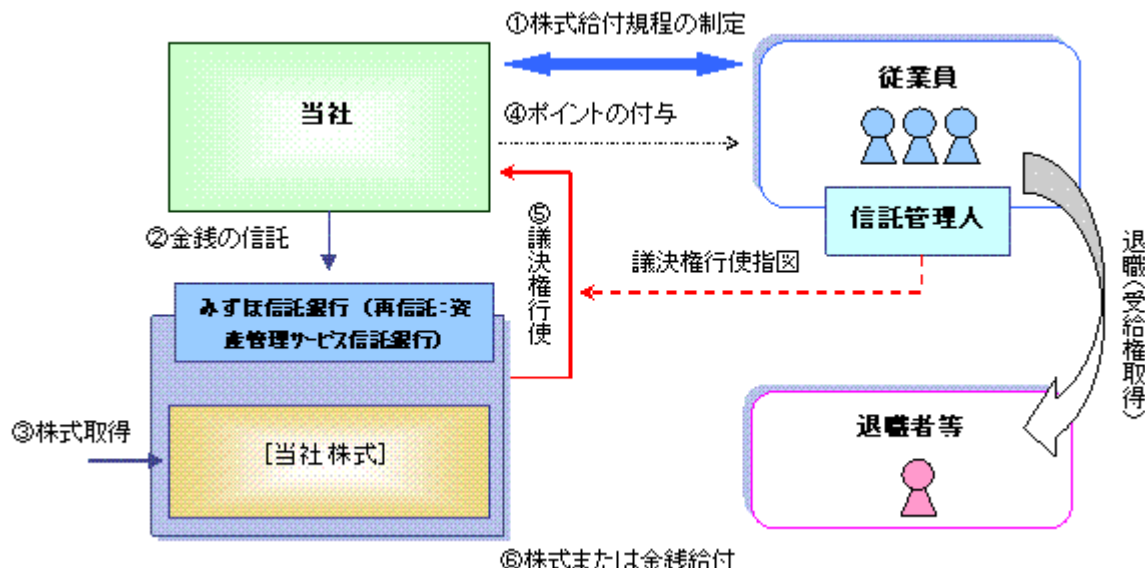 ①株式給付規程の制定
従業員
当社
④ポイントの付与
信託管理人
②金銭の信託
⑤議決権行使
議決権行使指図
退職(受給権取得)
みずほ信託銀行（再信託：資
産管理サービス信託銀行）
③株式取得
[当社株式]
退職者等
⑥株式または金銭給付